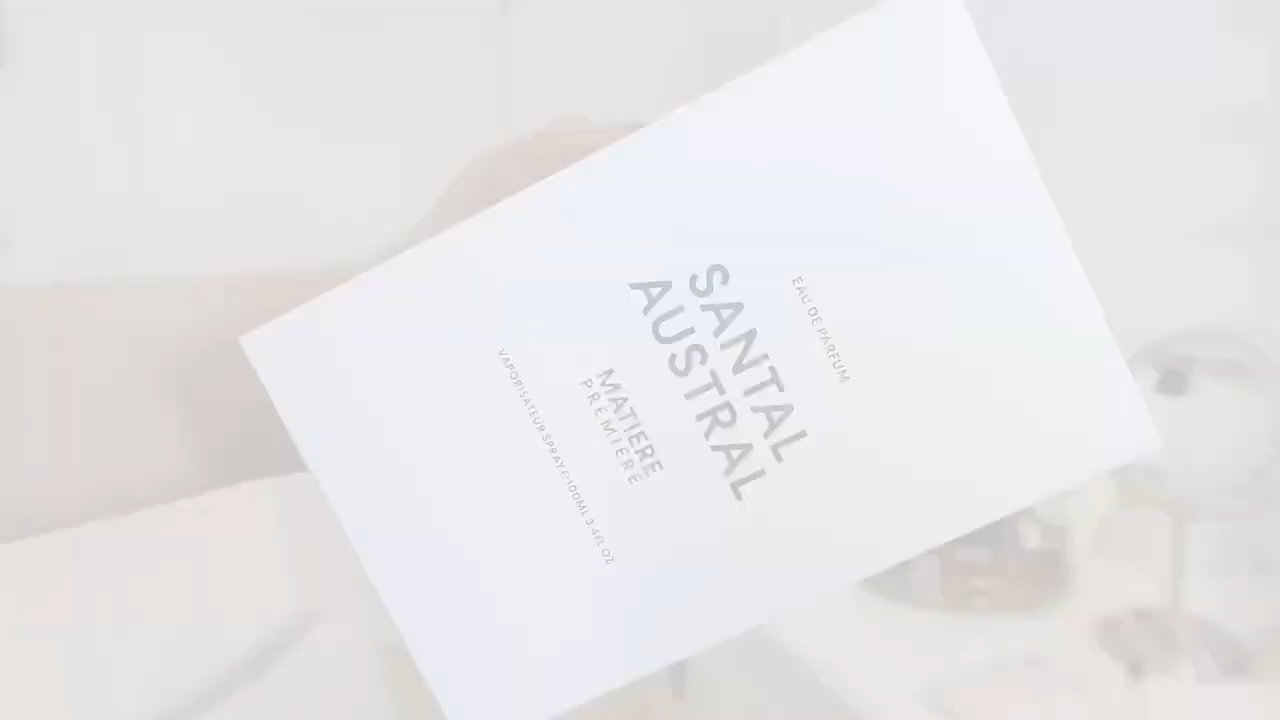 EAU DE PARFUM
SANTAL
AUSTRAL
MATIERE
PREMIERE
VAPORISATEUR SPRAY e 100ML 3.4FL OZ